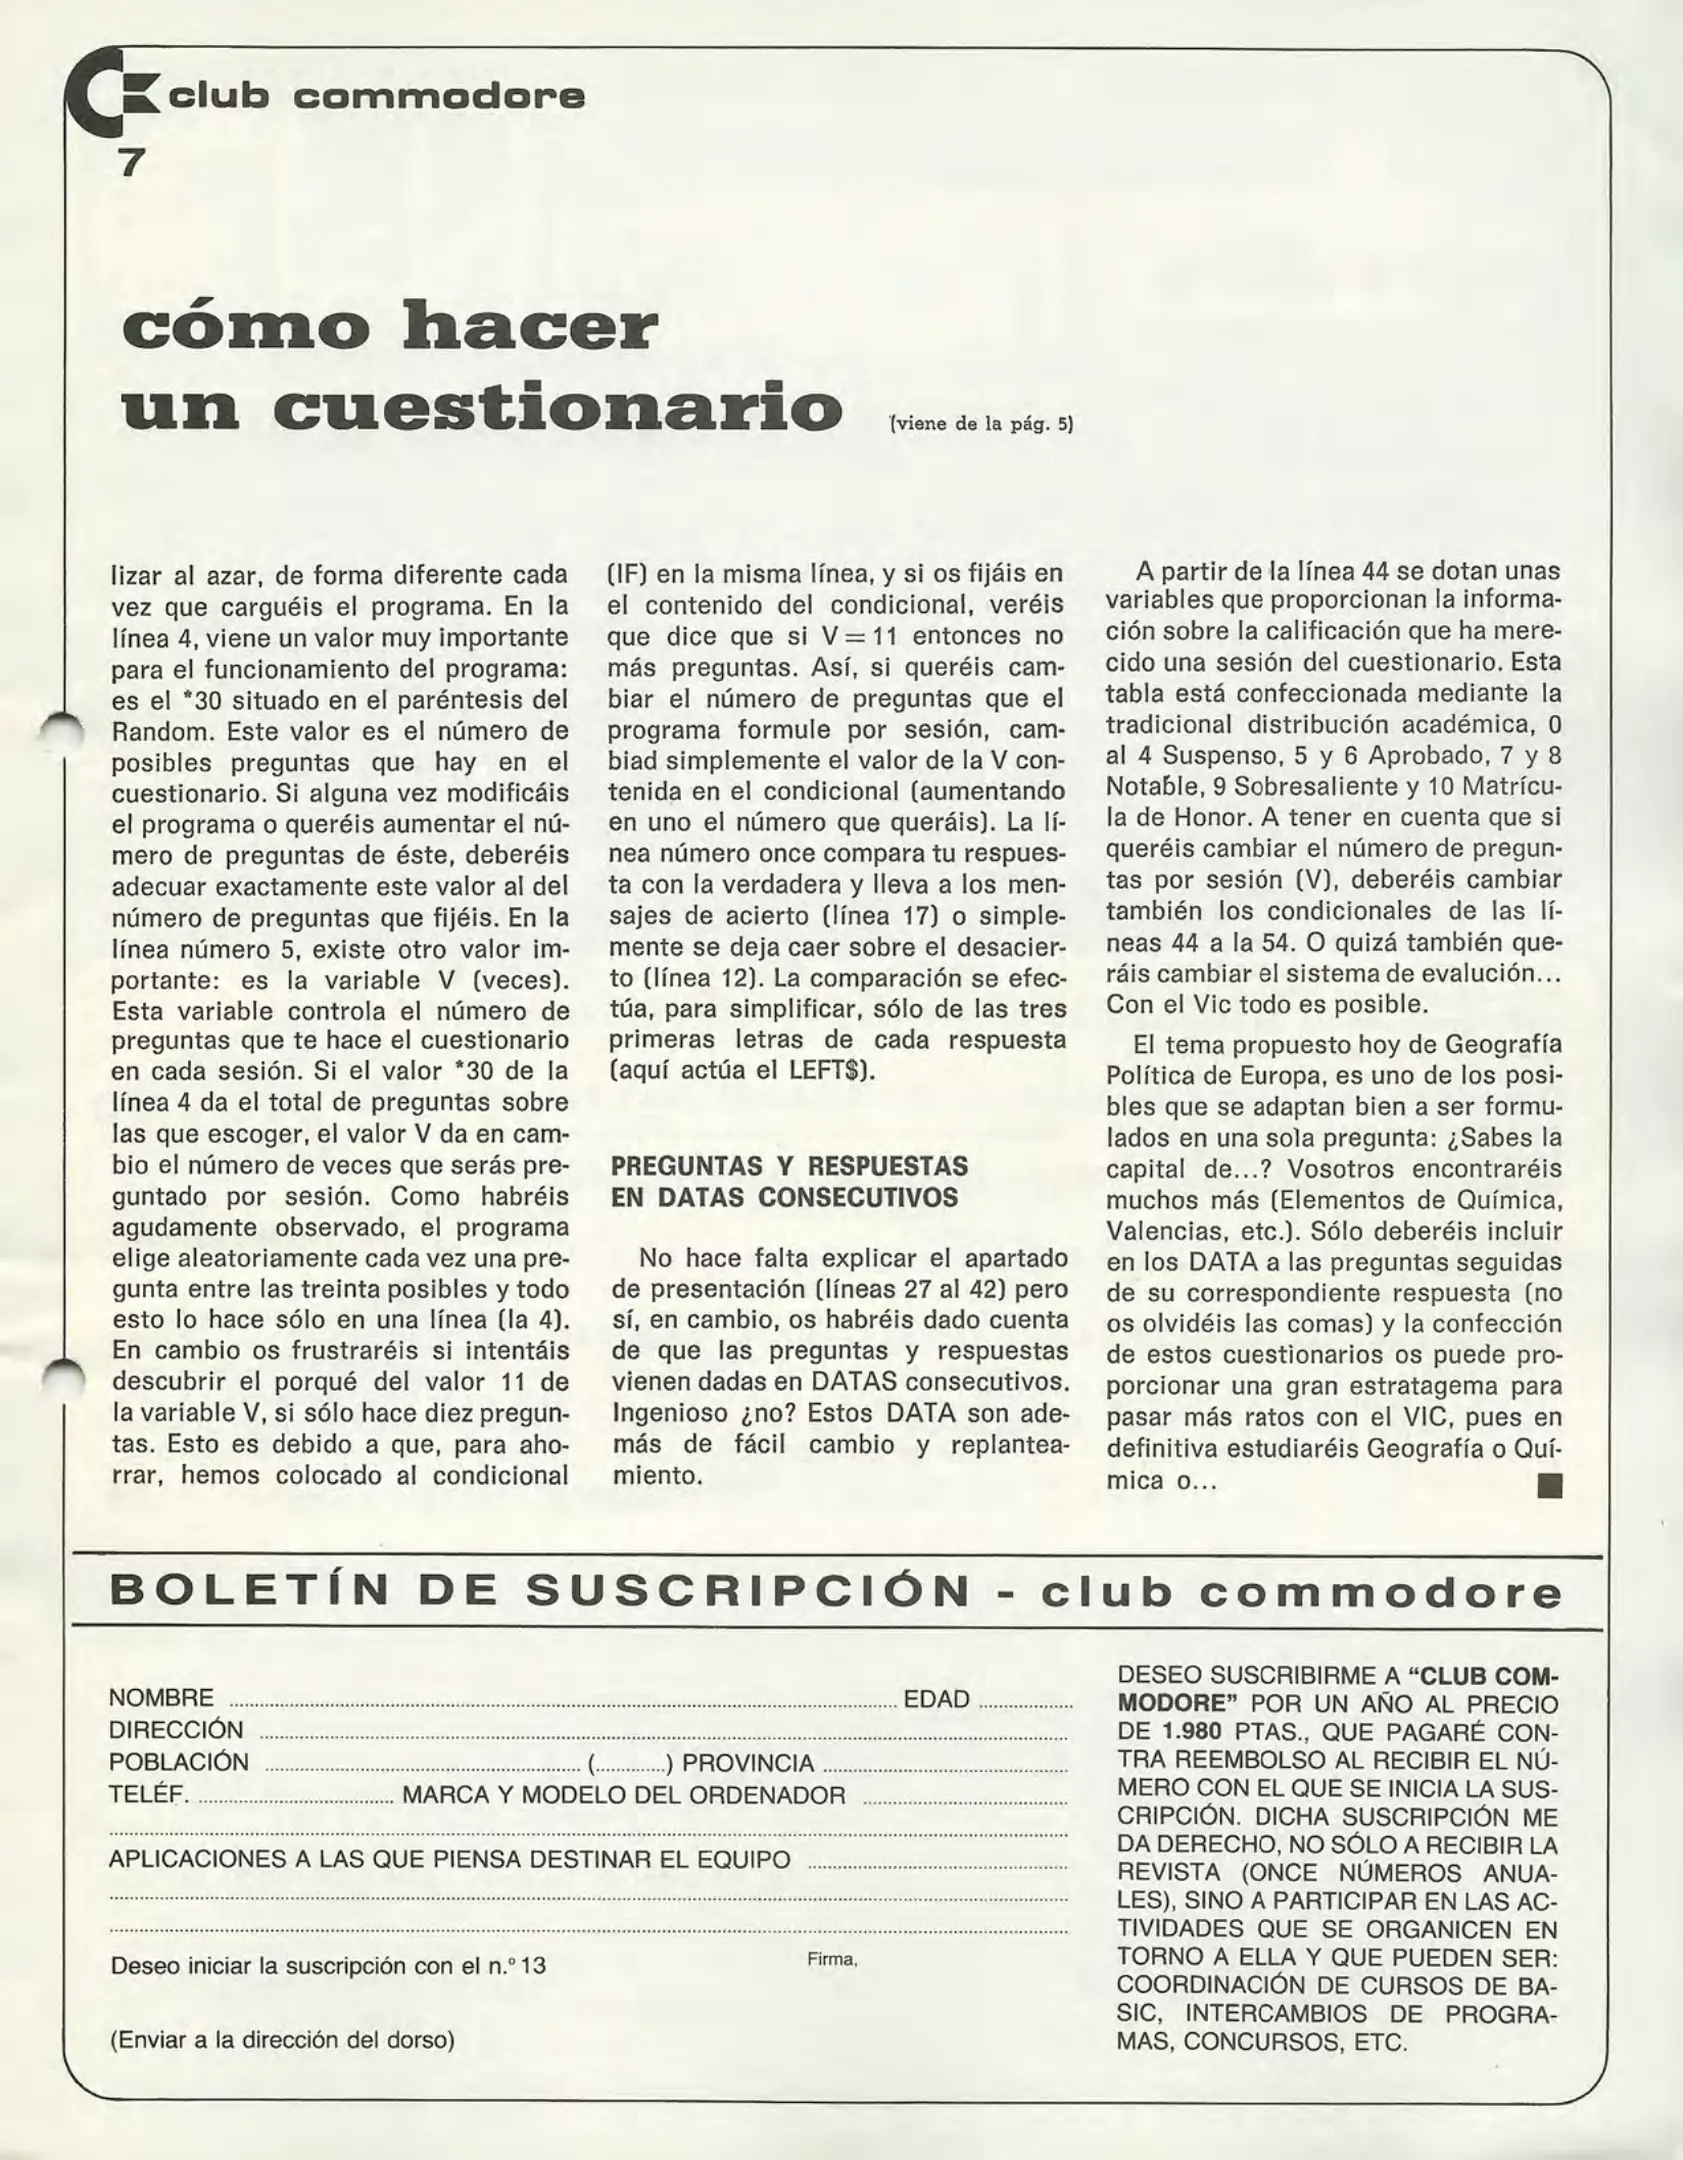 club commodore
7
cómo hacer
un cuestionario
(viene de la pág. 5)
lizar al azar, de forma diferente cada
vez que carguéis el programa. En la
línea 4, viene un valor muy importante
para el funcionamiento del programa:
es el *30 situado en el paréntesis del
Random. Este valor es el número de
posibles preguntas que hay en el
cuestionario. Si alguna vez modificáis
el programa o queréis aumentar el nú-
mero de preguntas de éste, deberéis
adecuar exactamente este valor al del
número de preguntas que fijéis. En la
línea número 5, existe otro valor im-
portante: es la variable V (veces).
Esta variable controla el número de
preguntas que te hace el cuestionario
en cada sesión. Si el valor *30 de la
línea 4 da el total de preguntas sobre
las que escoger, el valor V da en cam-
bio el número de veces que serás pre-
guntado por sesión. Como habréis
agudamente observado, el programa
elige aleatoriamente cada vez una pre-
gunta entre las treinta posibles y todo
esto lo hace sólo en una línea (la 4).
En cambio os frustraréis si intentáis
descubrir el porqué del valor 11 de
la variable V, si sólo hace diez pregun-
tas. Esto es debido a que, para aho-
rrar, hemos colocado al condicional
(IF) en la misma línea, y si os fijáis en
el contenido del condicional, veréis
que dice que si V = 11 entonces no
más preguntas. Así, si queréis cam-
biar el número de preguntas que el
programa formule por sesión, cam-
biad simplemente el valor de la V con-
tenida en el condicional (aumentando
en uno el número que queráis). La lí-
nea número once compara tu respues-
ta con la verdadera y lleva a los men-
sajes de acierto (línea 17) o simple-
mente se deja caer sobre el desacier-
to (línea 12). La comparación se efec-
túa, para simplificar, sólo de las tres
primeras letras de cada respuesta
(aquí actúa el LEFT$).
PREGUNTAS Y RESPUESTAS
EN DATAS CONSECUTIVOS
No hace falta explicar el apartado
de presentación (líneas 27 al 42) pero
sí, en cambio, os habréis dado cuenta
de que las preguntas y respuestas
vienen dadas en DATAS consecutivos.
Ingenioso ¿no? Estos DATA son ade-
más de fácil cambio y replantea-
miento.
A partir de la línea 44 se dotan unas
variables que proporcionan la informa-
ción sobre la calificación que ha mere-
cido una sesión del cuestionario. Esta
tabla está confeccionada mediante la
tradicional distribución académica, 0
al 4 Suspenso, 5 y 6 Aprobado, 7 y 8
Notable, 9 Sobresaliente y 10 Matrícu-
la de Honor. A tener en cuenta que si
queréis cambiar el número de pregun-
tas por sesión (V), deberéis cambiar
también los condicionales de las lí-
neas 44 a la 54. O quizá también que-
ráis cambiar el sistema de evalución...
Con el Vic todo es posible.
El tema propuesto hoy de Geografía
Política de Europa, es uno de los posi-
bles que se adaptan bien a ser formu-
lados en una sola pregunta: ¿Sabes la
capital de...? Vosotros encontraréis
muchos más (Elementos de Química,
Valencias, etc.). Sólo deberéis incluir
en los DATA a las preguntas seguidas
de su correspondiente respuesta (no
os olvidéis las comas) y la confección
de estos cuestionarios os puede pro-
porcionar una gran estratagema para
pasar más ratos con el VIC, pues en
definitiva estudiaréis Geografía o Quí-
mica o... ■
BOLETÍN DE SUSCRIPCIÓN - club commodore
NOMBRE ........ EDAD ........
DIRECCIÓN ........
POBLACIÓN ........ (........) PROVINCIA ........
TELÉF. ........ MARCA Y MODELO DEL ORDENADOR ........
APLICACIONES A LAS QUE PIENSA DESTINAR EL EQUIPO ........
Deseo iniciar la suscripción con el n.º 13 Firma,
(Enviar a la dirección del dorso)
DESEO SUSCRIBIRME A “CLUB COM-
MODORE” POR UN AÑO AL PRECIO
DE 1.980 PTAS., QUE PAGARÉ CON-
TRA REEMBOLSO AL RECIBIR EL NÚ-
MERO CON EL QUE SE INICIA LA SUS-
CRIPCIÓN. DICHA SUSCRIPCIÓN ME
DA DERECHO, NO SÓLO A RECIBIR LA
REVISTA (ONCE NÚMEROS ANUA-
LES), SINO A PARTICIPAR EN LAS AC-
TIVIDADES QUE SE ORGANICEN EN
TORNO A ELLA Y QUE PUEDEN SER:
COORDINACIÓN DE CURSOS DE BA-
SIC, INTERCAMBIOS DE PROGRA-
MAS, CONCURSOS, ETC.